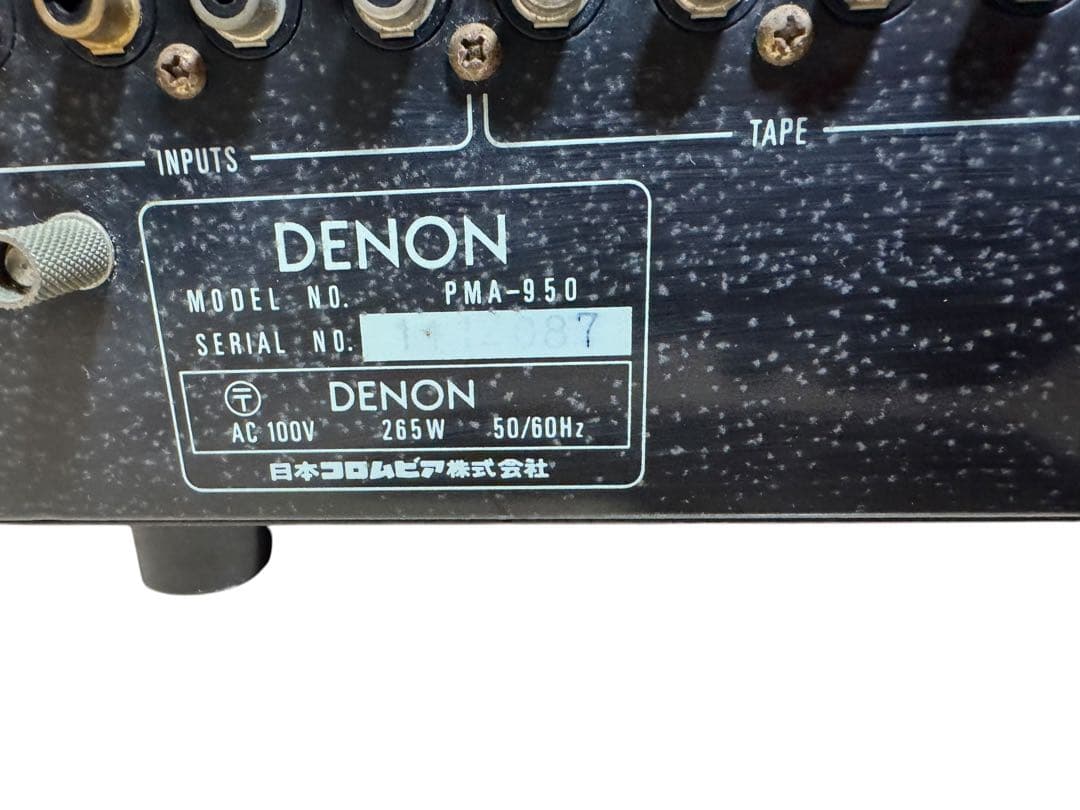 INPUTS
TAPE
DENON
MODEL NO. PMA-950
SERIAL NO.
〒 DENON
AC 100V 265W 50/60Hz
日本コロムビア株式会社